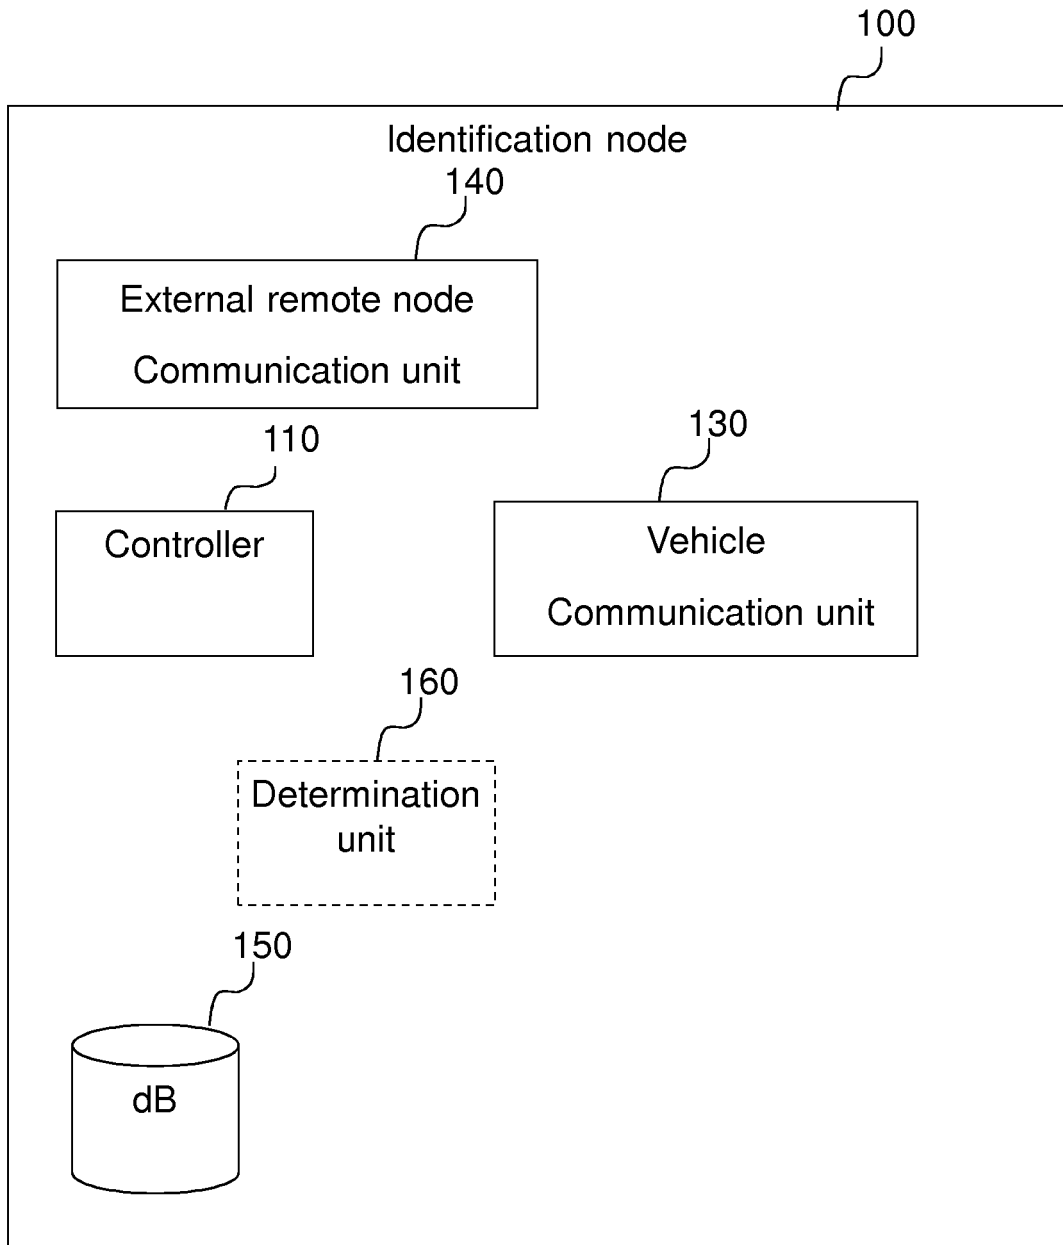 100
Identification node
140
External remote node
Communication unit
110
130
Controller
Vehicle
Communication unit
160
Determination
unit
150
dB